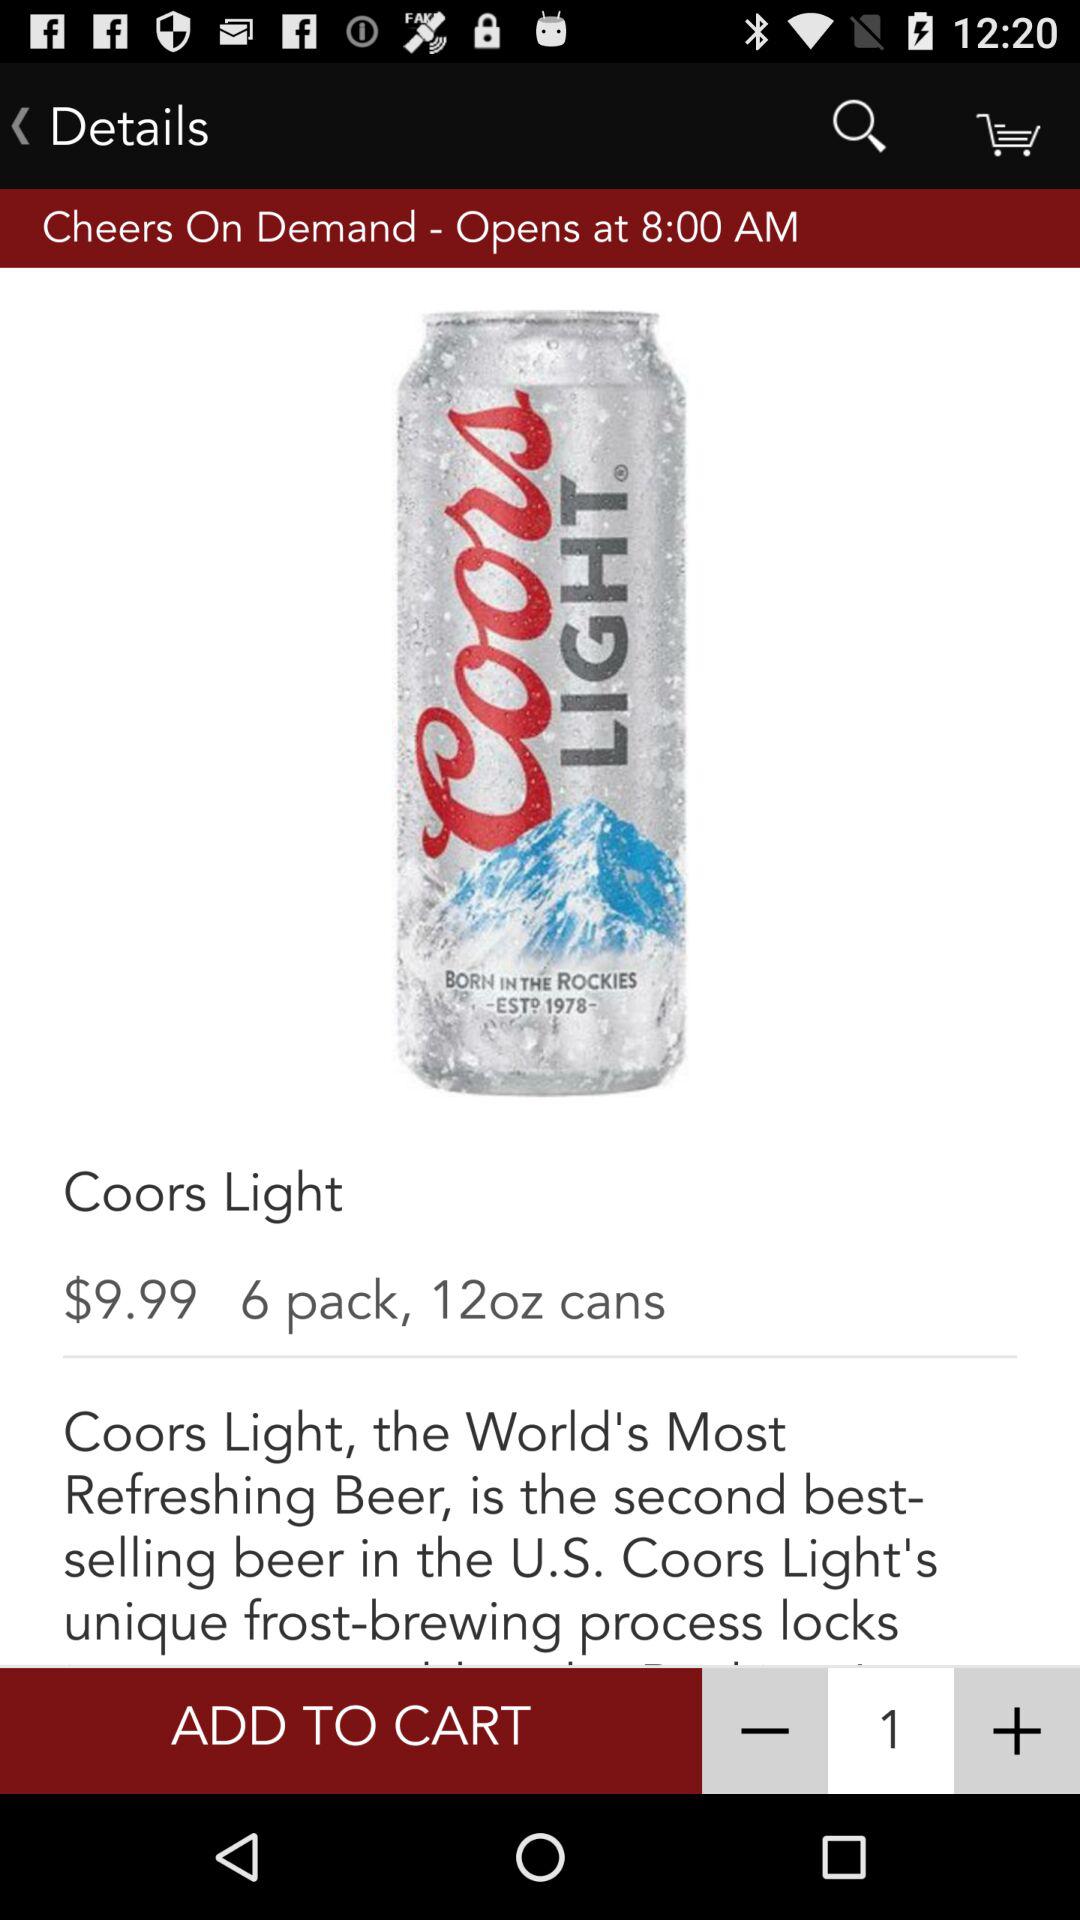 FAKE
12:20
Details
Cheers On Demand - Opens at 8:00 AM
Coors
LIGHT®
BORN IN THE ROCKIES
-ESTD 1978-
Coors Light
$9.99 6 pack, 12oz cans
Coors Light, the World's Most
Refreshing Beer, is the second best-
selling beer in the U.S. Coors Light's
unique frost-brewing process locks
ADD TO CART
1